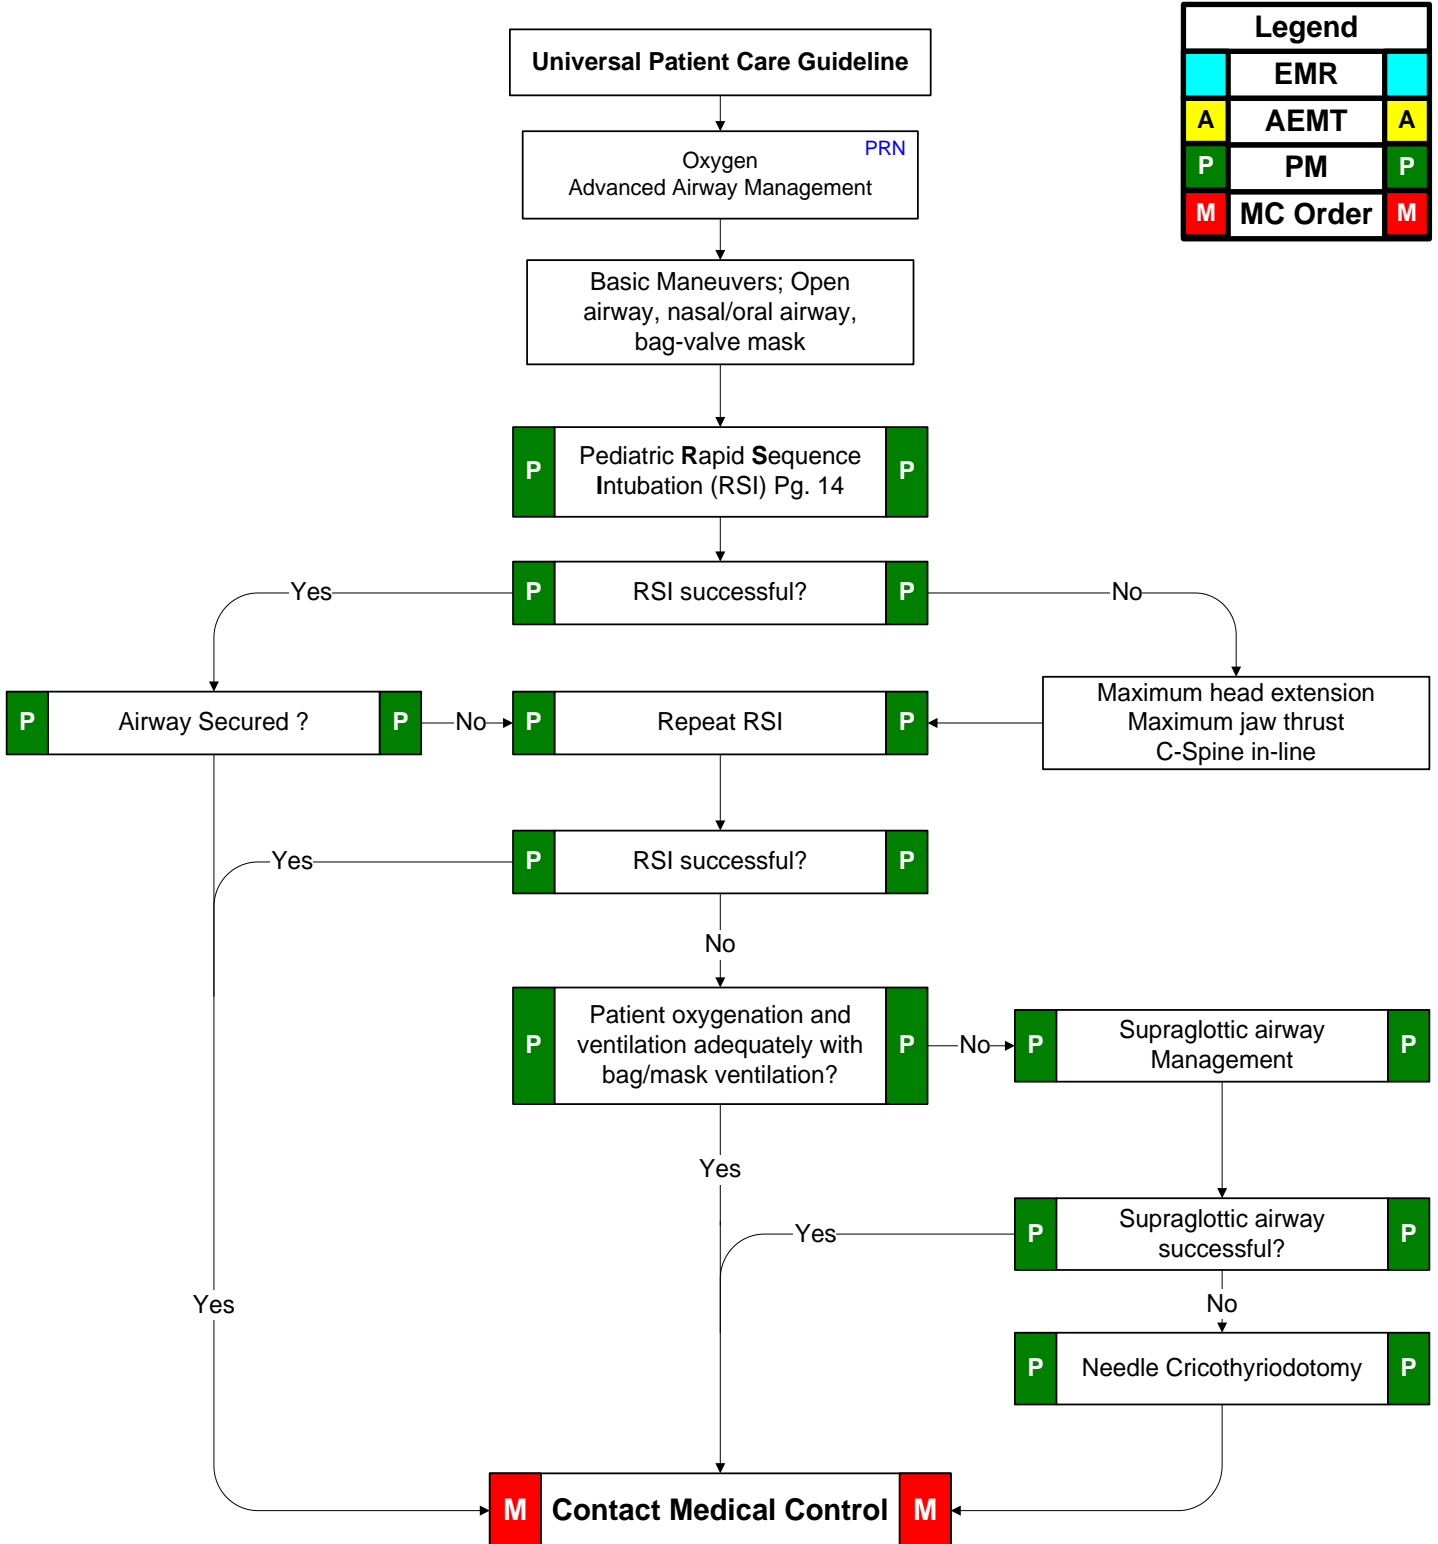 Legend
EMR
A AEMT A
P PM P
M MC Order M
Universal Patient Care Guideline
PRN
Oxygen
Advanced Airway Management
Basic Maneuvers; Open
airway, nasal/oral airway,
bag-valve mask
P Pediatric Rapid Sequence P
Intubation (RSI) Pg. 14
Yes
P RSI successful? P
No
P Airway Secured ? P
No
P Repeat RSI P
Maximum head extension
Maximum jaw thrust
C-Spine in-line
Yes
P RSI successful? P
No
P Patient oxygenation and P
ventilation adequately with
bag/mask ventilation?
No
P Supraglottic airway P
Management
Yes
Yes
P Supraglottic airway P
successful?
Yes
No
P Needle Cricothyriodotomy P
M Contact Medical Control M